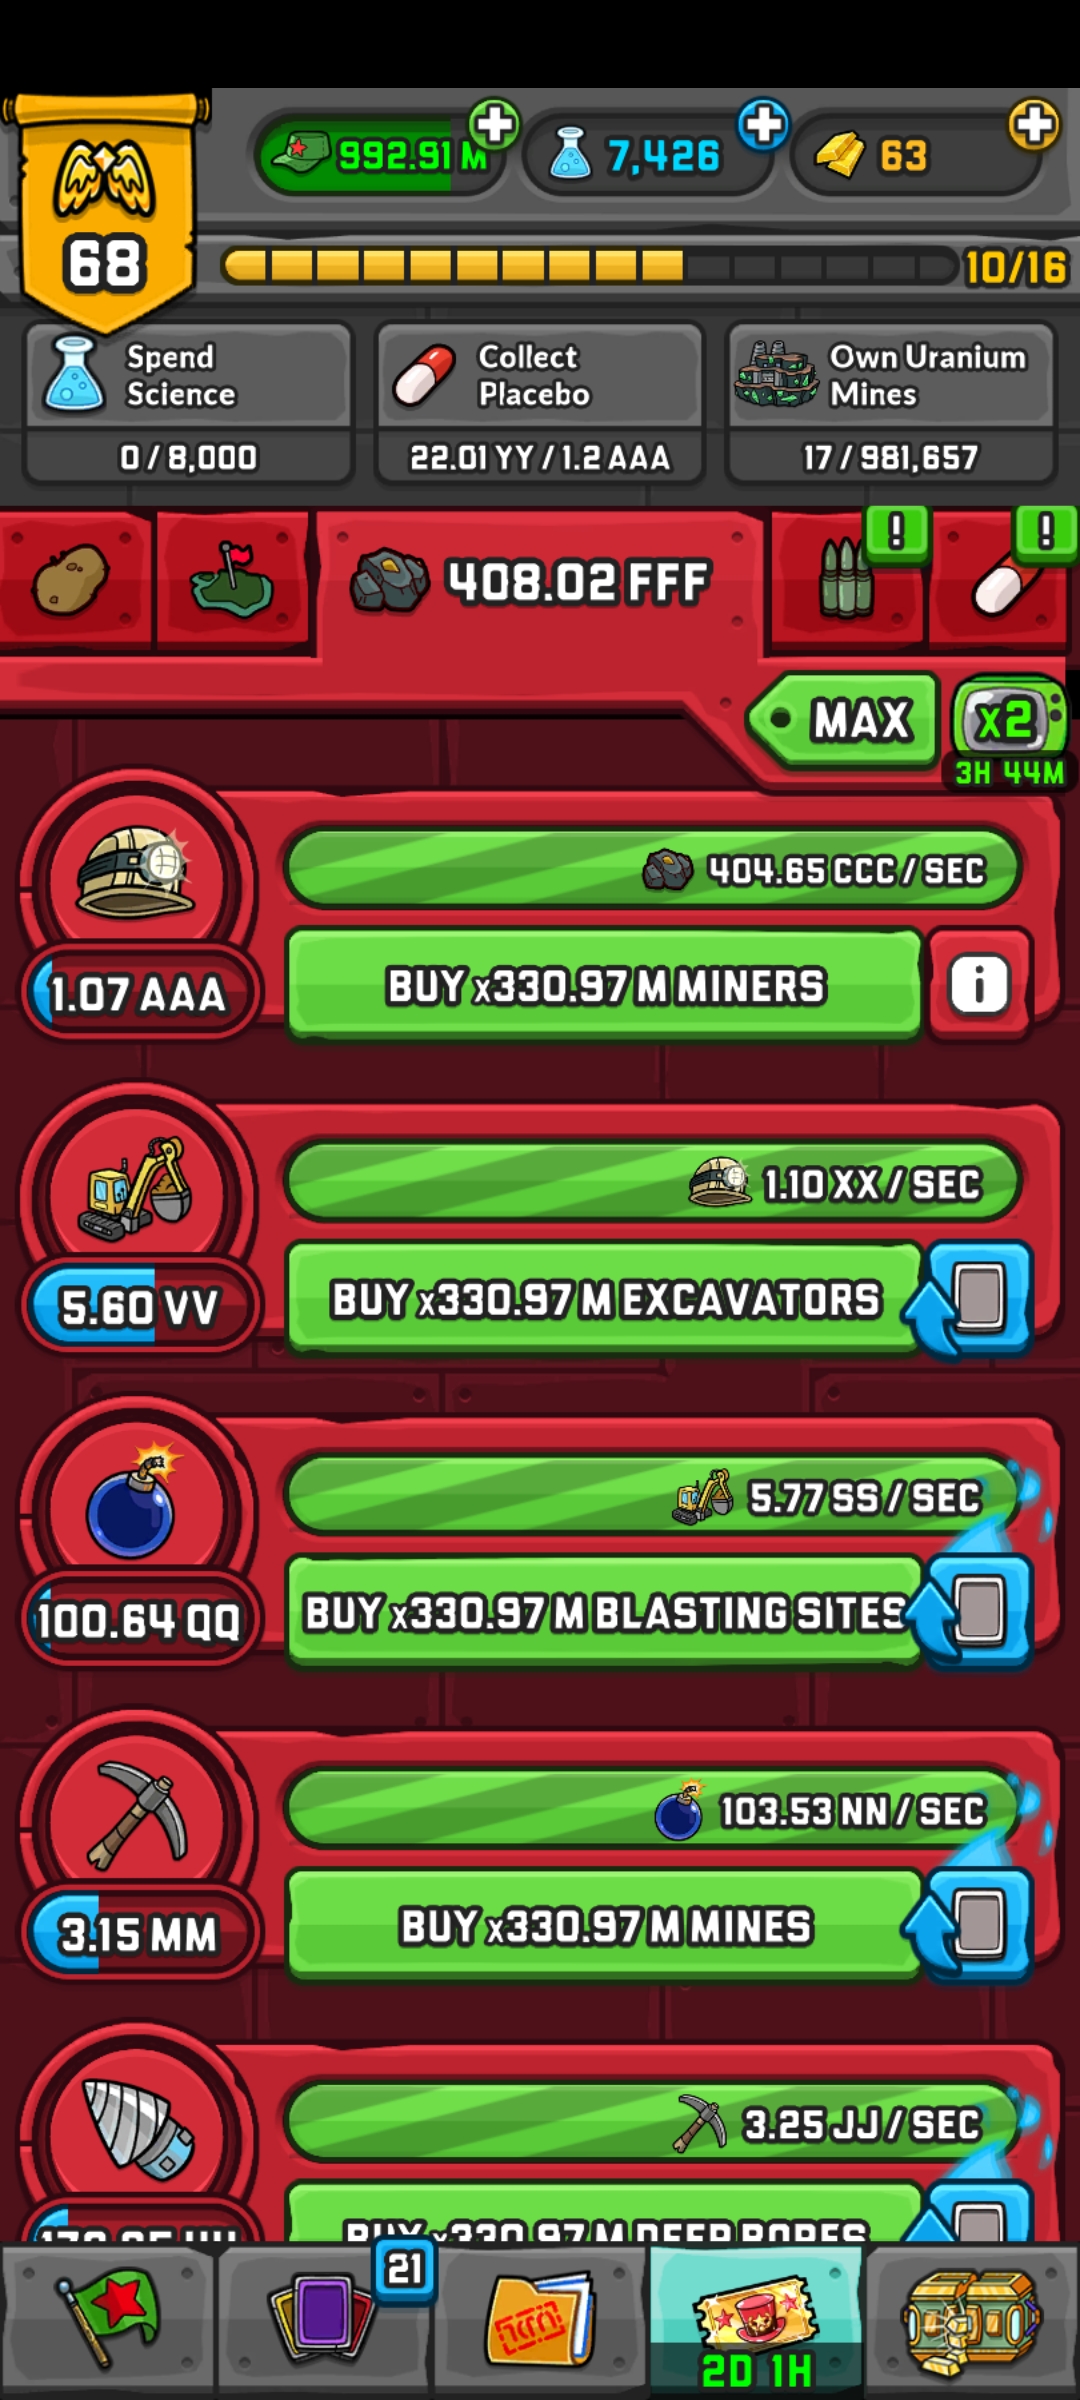 992.91 M
7,426
63
68
10/16
Spend
Science
0 / 8,000
Collect
Placebo
22.01 YY / 1.2 AAA
Own Uranium
Mines
17 / 981,657
408.02 FFF
!
!
MAX
x2
3H 44M
404.65 CCC / SEC
1.07 AAA
BUY x330.97 M MINERS
i
1.10 XX / SEC
5.60 VV
BUY x330.97 M EXCAVATORS
5.77 SS / SEC
100.64 QQ
BUY x330.97 M BLASTING SITES
103.53 NN / SEC
3.15 MM
BUY x330.97 M MINES
3.25 JJ / SEC
BUY x330.97 M DEEP BORES
21
2D 1H